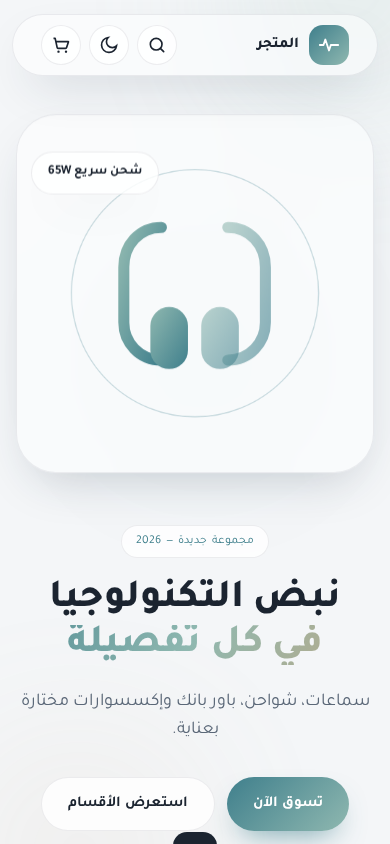 المتجر
شحن سريع 65W
مجموعة جديدة — 2026
نبض التكنولوجيا
في كل تفصيلة
سماعات، شواحن، باور بانك وإكسسوارات مختارة
بعناية.
تسوق الآن
استعرض الأقسام